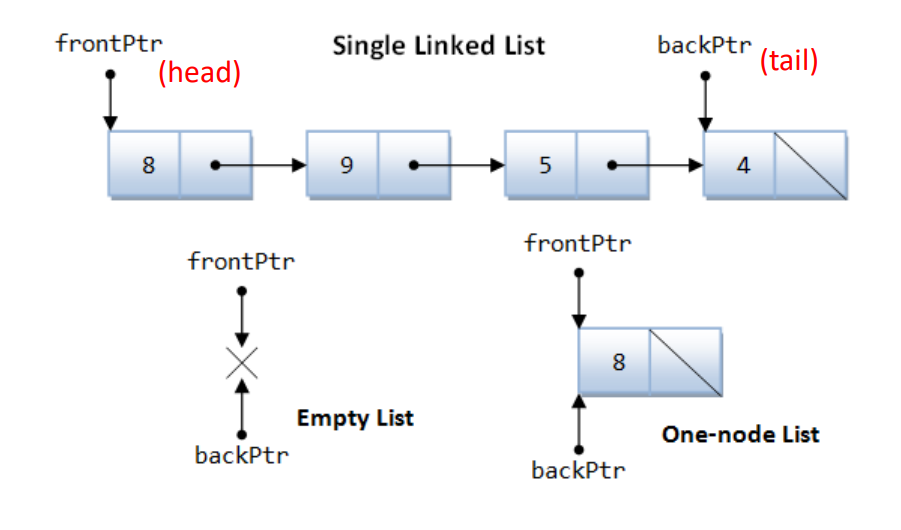 frontPtr
(head)
Single Linked List
backPtr
(tail)
8
9
5
4
frontPtr
backPtr
Empty List
frontPtr
8
backPtr
One-node List